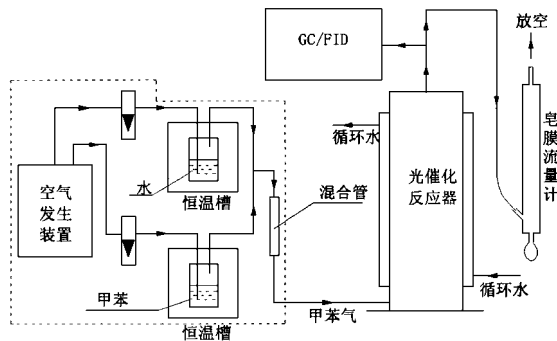 GC/FID
放空
皂膜流量计
循环水
光催化
反应器
循环水
空气
发生
装置
水
恒温槽
混合管
甲苯
恒温槽
甲苯气